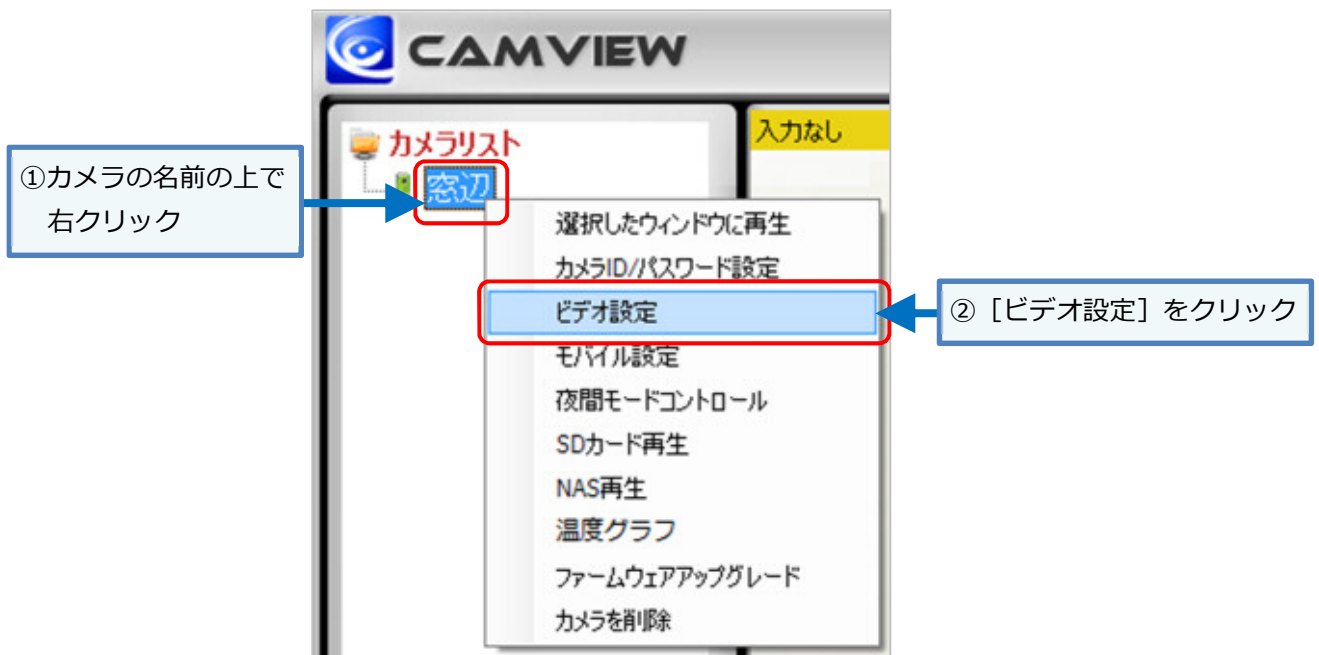 CAMVIEW
カメラリスト
入力なし
①カメラの名前の上で
右クリック
窓辺
選択したウィンドウに再生
カメラID/パスワード設定
ビデオ設定
②［ビデオ設定］をクリック
モバイル設定
夜間モードコントロール
SDカード再生
NAS再生
温度グラフ
ファームウェアアップグレード
カメラを削除